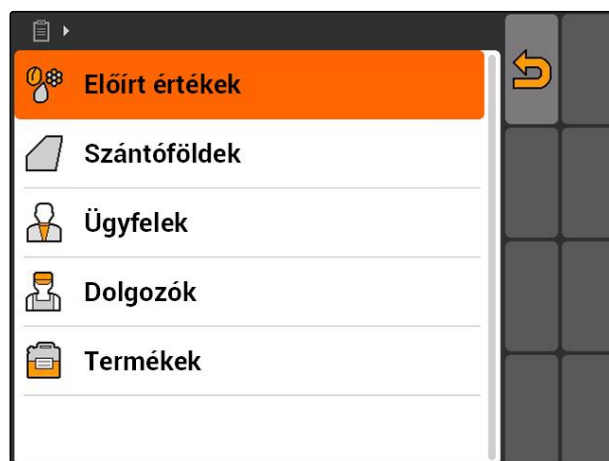 Előírt értékek
Szántóföldek
Ügyfelek
Dolgozók
Termékek